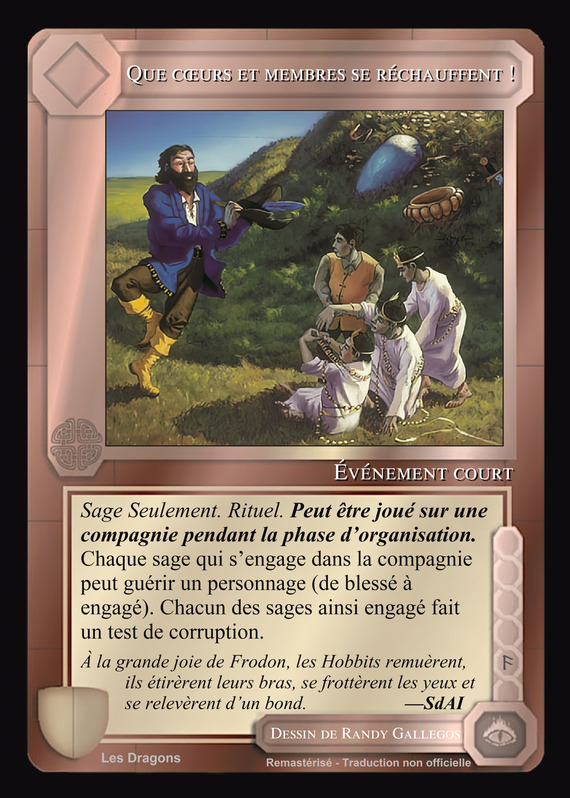 Que cœurs et membres se réchauffent !
Événement court
Sage Seulement. Rituel. Peut être joué sur une
compagnie pendant la phase d'organisation.
Chaque sage qui s'engage dans la compagnie
peut guérir un personnage (de blessé à
engagé). Chacun des sages ainsi engagé fait
un test de corruption.
À la grande joie de Frodon, les Hobbits remuèrent,
ils étirèrent leurs bras, se frottèrent les yeux et
se relevèrent d'un bond. —SdAI
Dessin de Randy Gallegos
Les Dragons
Remastérisé - Traduction non officielle